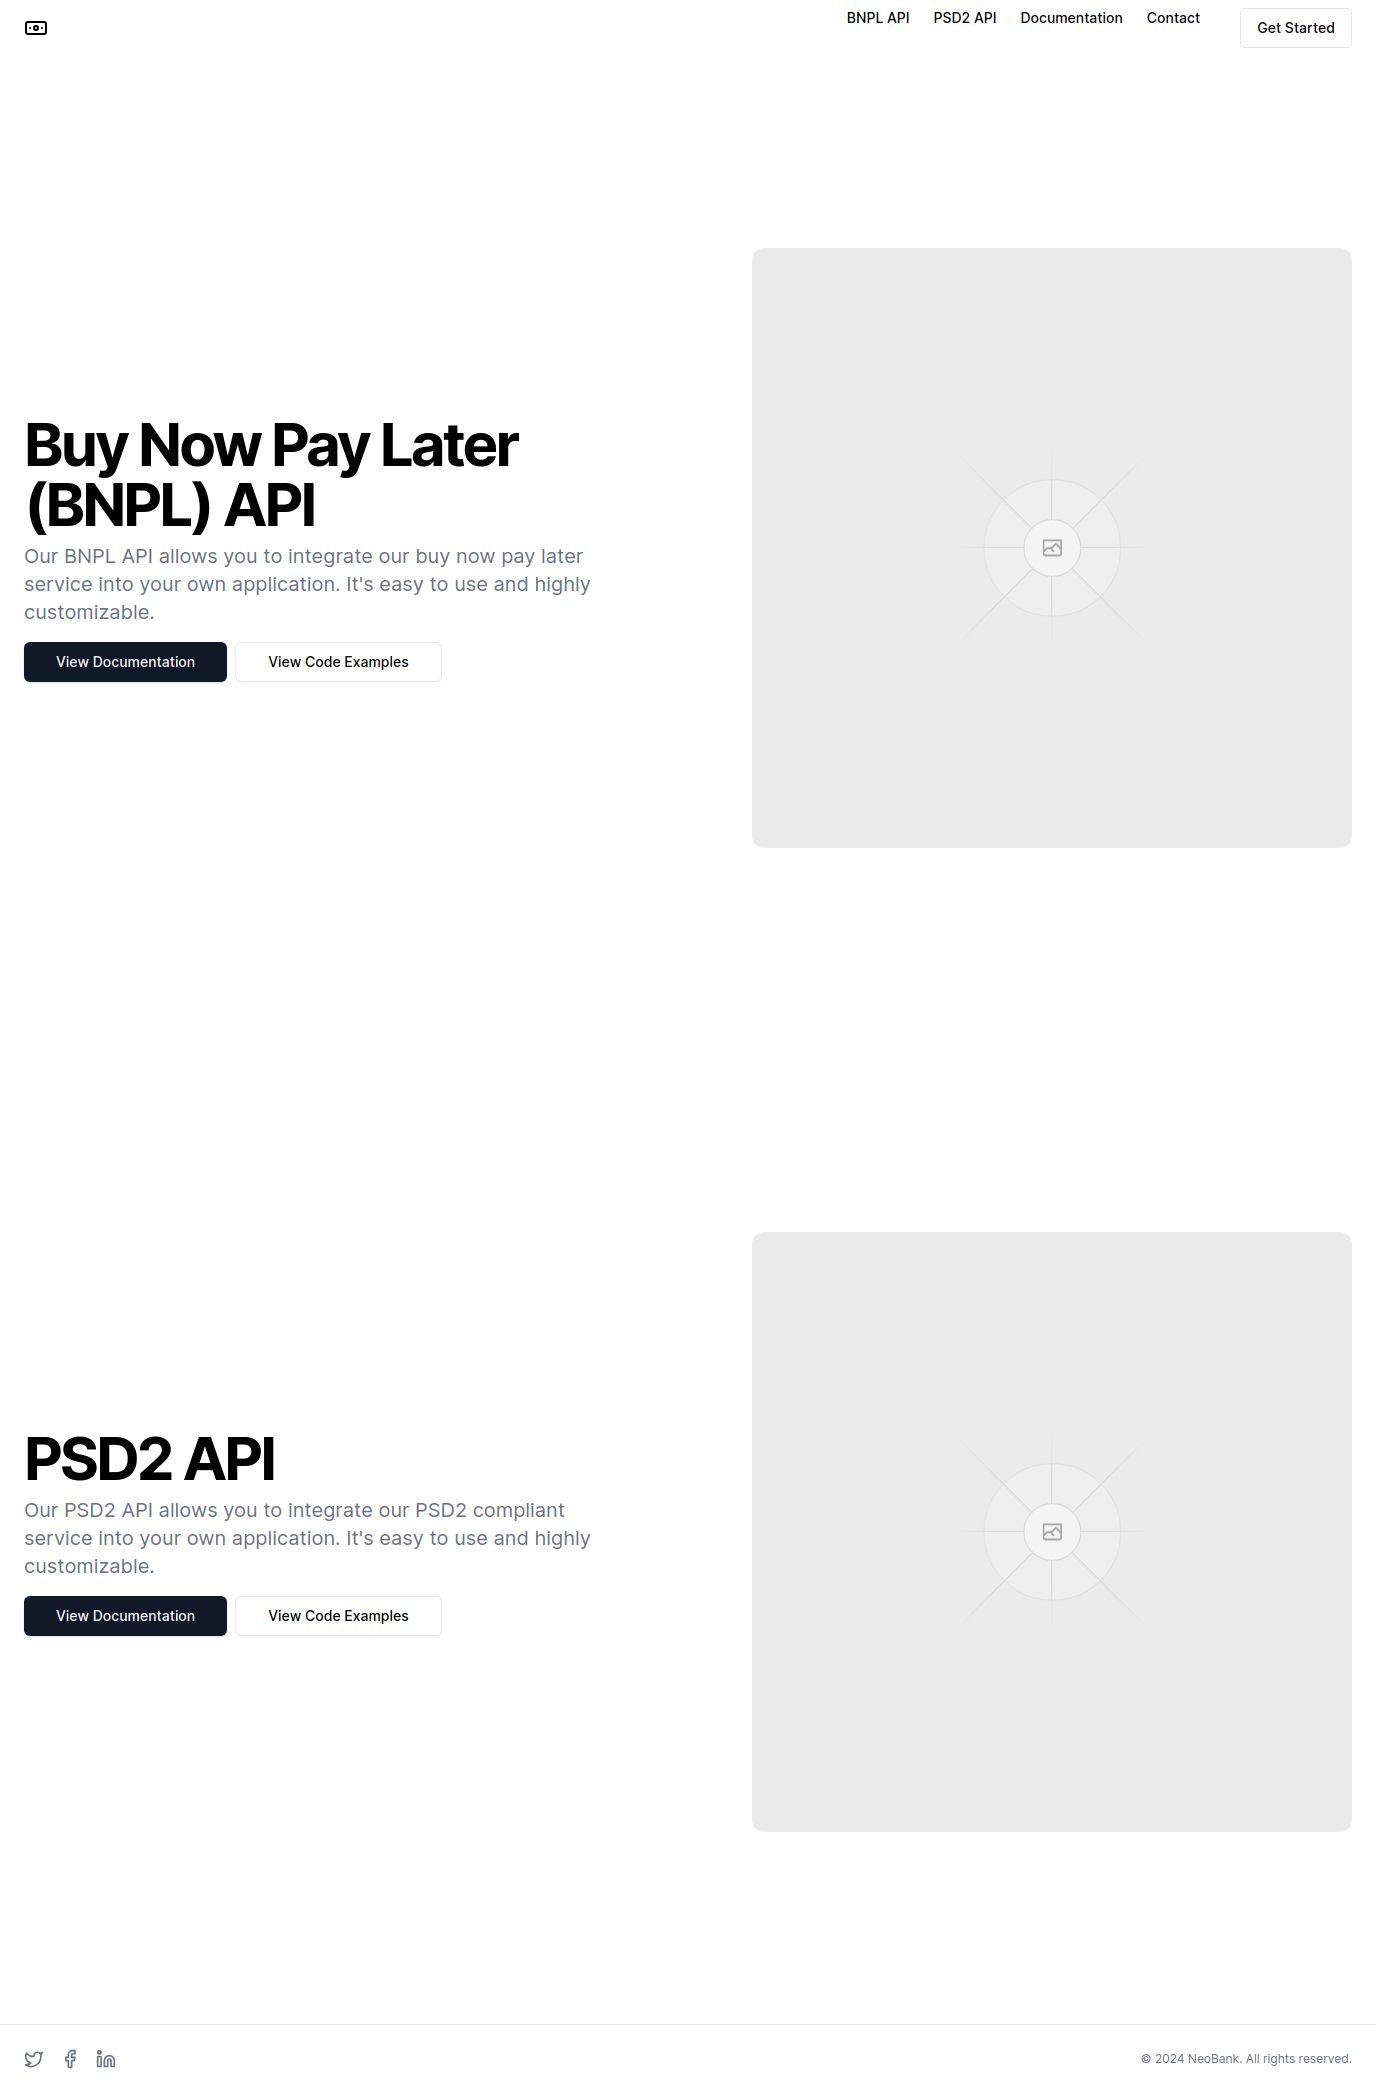 BNPL API PSD2 API Documentation Contact Get Started
Buy Now Pay Later
(BNPL) API
Our BNPL API allows you to integrate our buy now pay later
service into your own application. It's easy to use and highly
customizable.
View Documentation View Code Examples
PSD2 API
Our PSD2 API allows you to integrate our PSD2 compliant
service into your own application. It's easy to use and highly
customizable.
View Documentation View Code Examples
© 2024 NeoBank. All rights reserved.